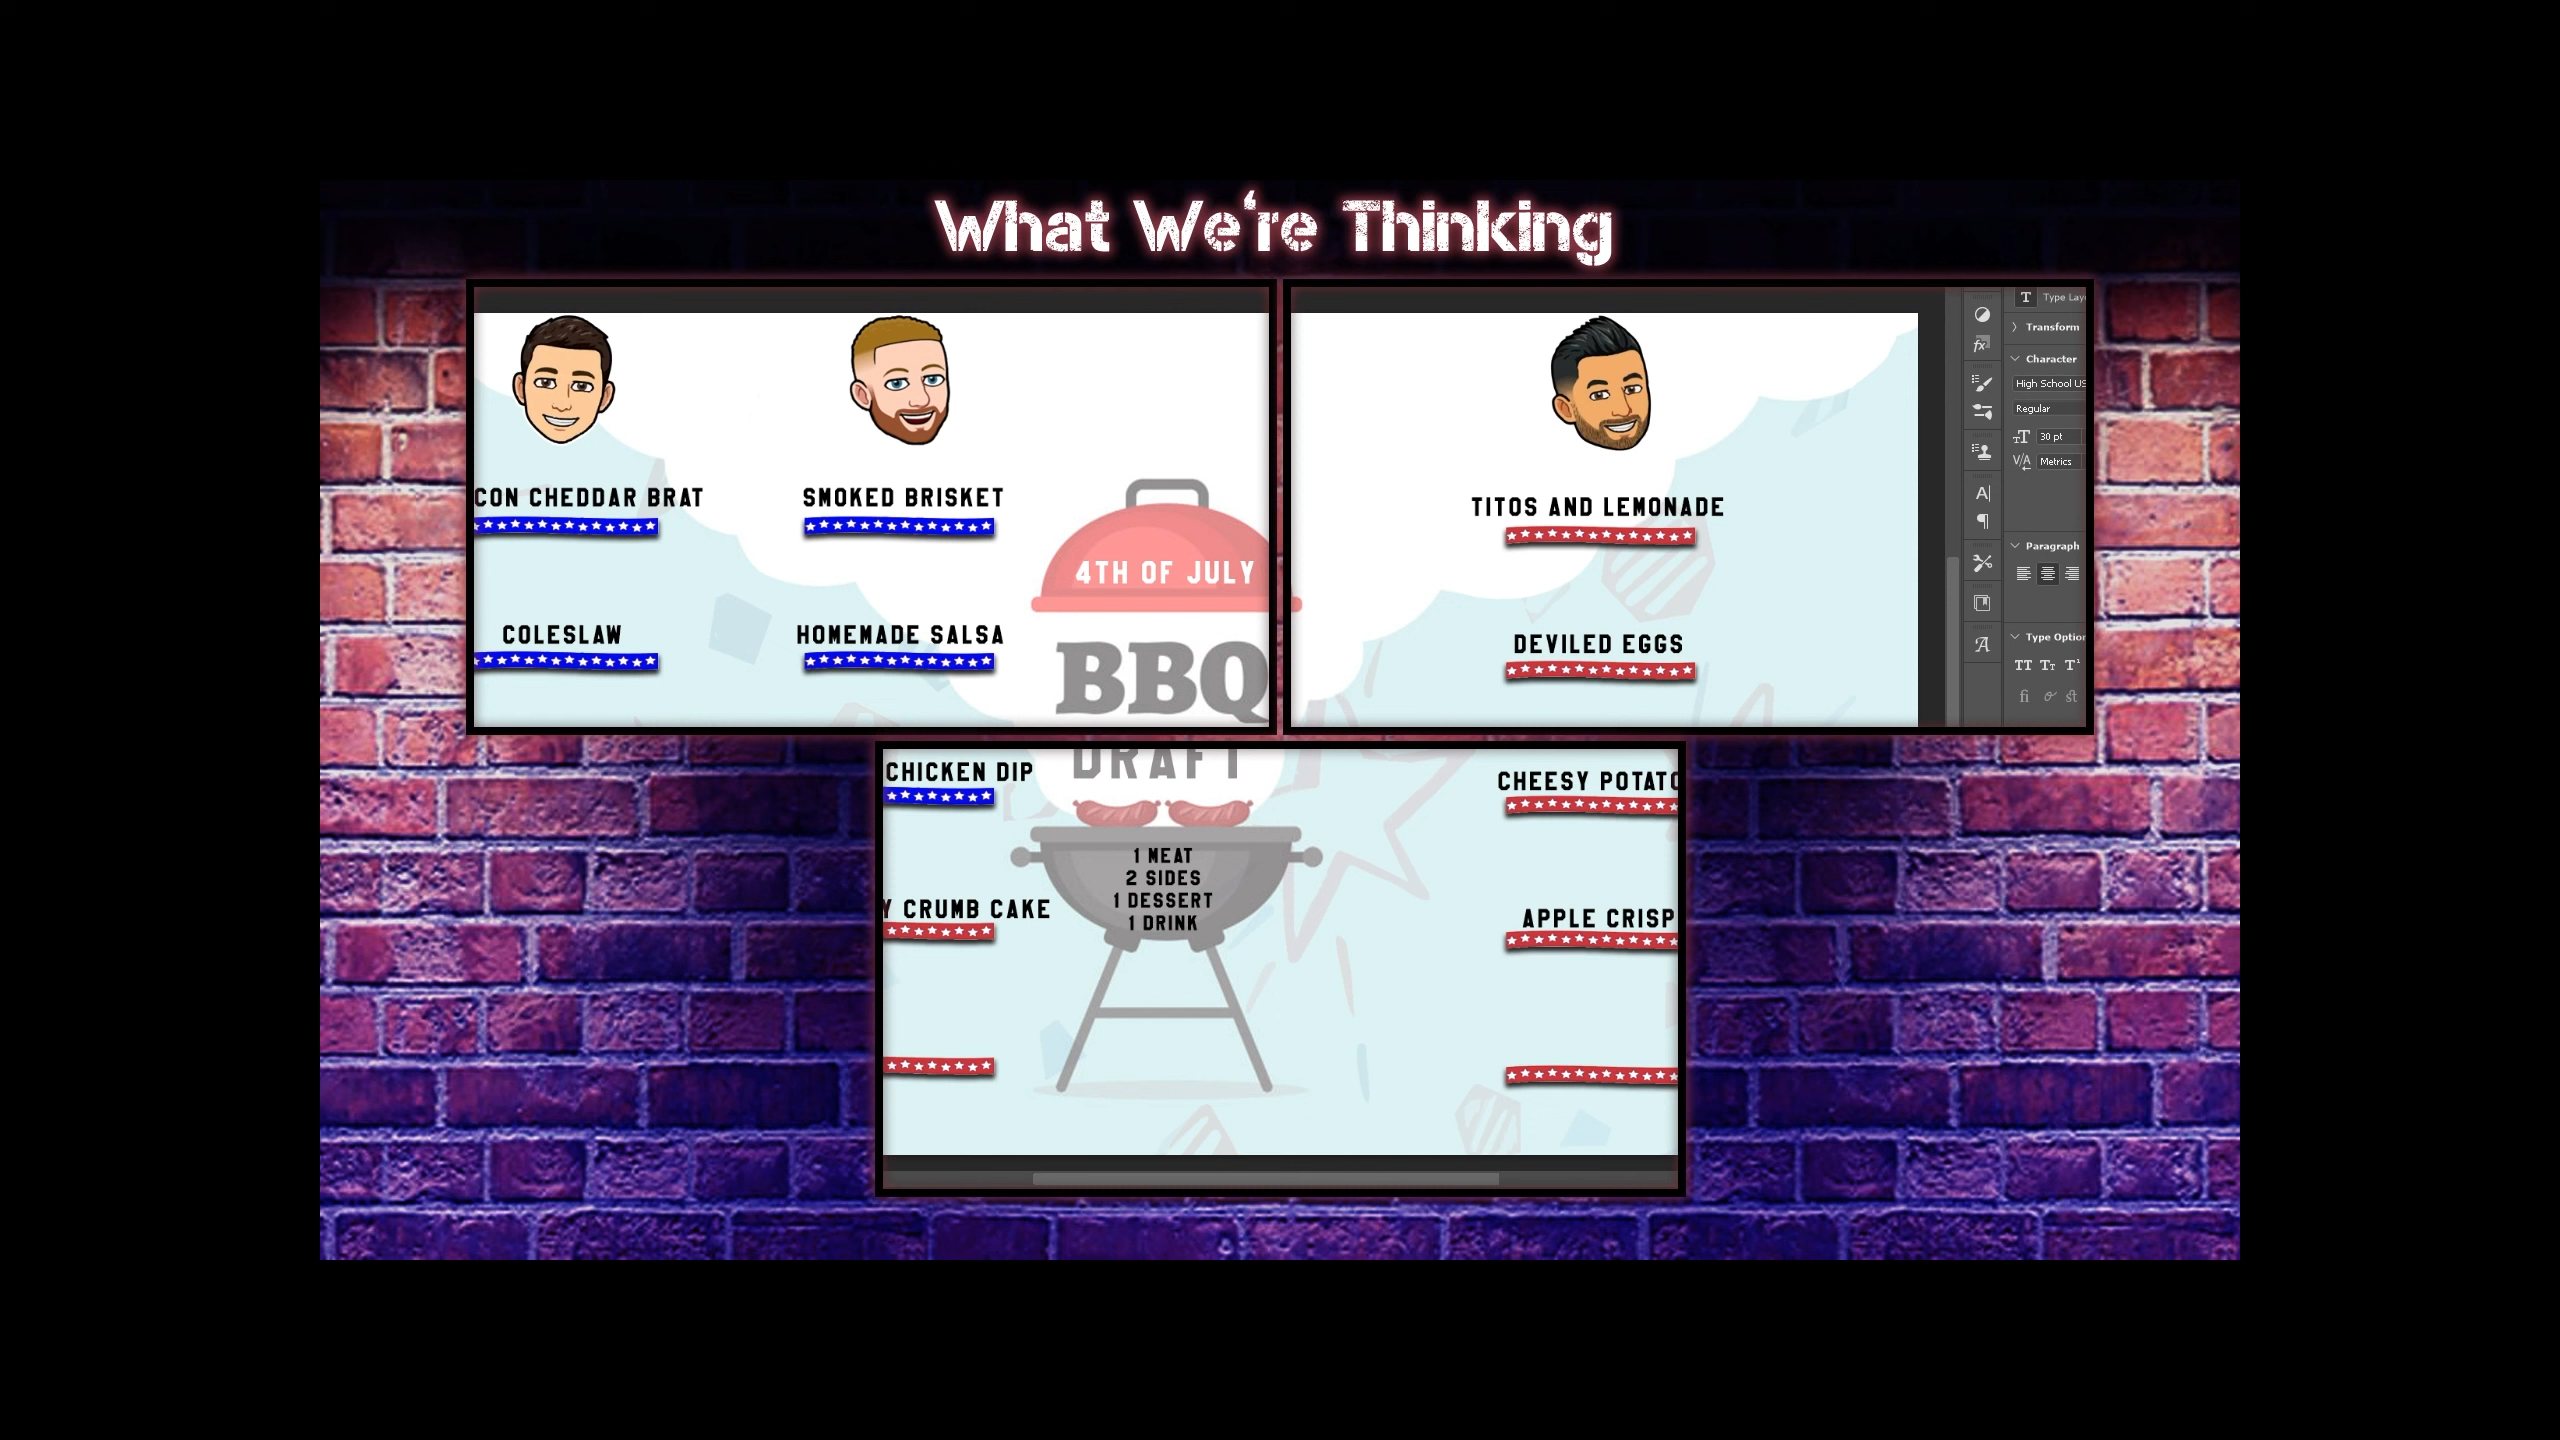 What We're Thinking
CON CHEDDAR BRAT
SMOKED BRISKET
4TH OF JULY
COLESLAW
HOMEMADE SALSA
BBQ
TITOS AND LEMONADE
DEVILED EGGS
Type Lay
Transform
Character
High School US
Regular
30 pt
Metrics
Paragraph
Type Option
DRAFT
CHICKEN DIP
CHEESY POTATO
1 MEAT
2 SIDES
1 DESSERT
1 DRINK
Y CRUMB CAKE
APPLE CRISP